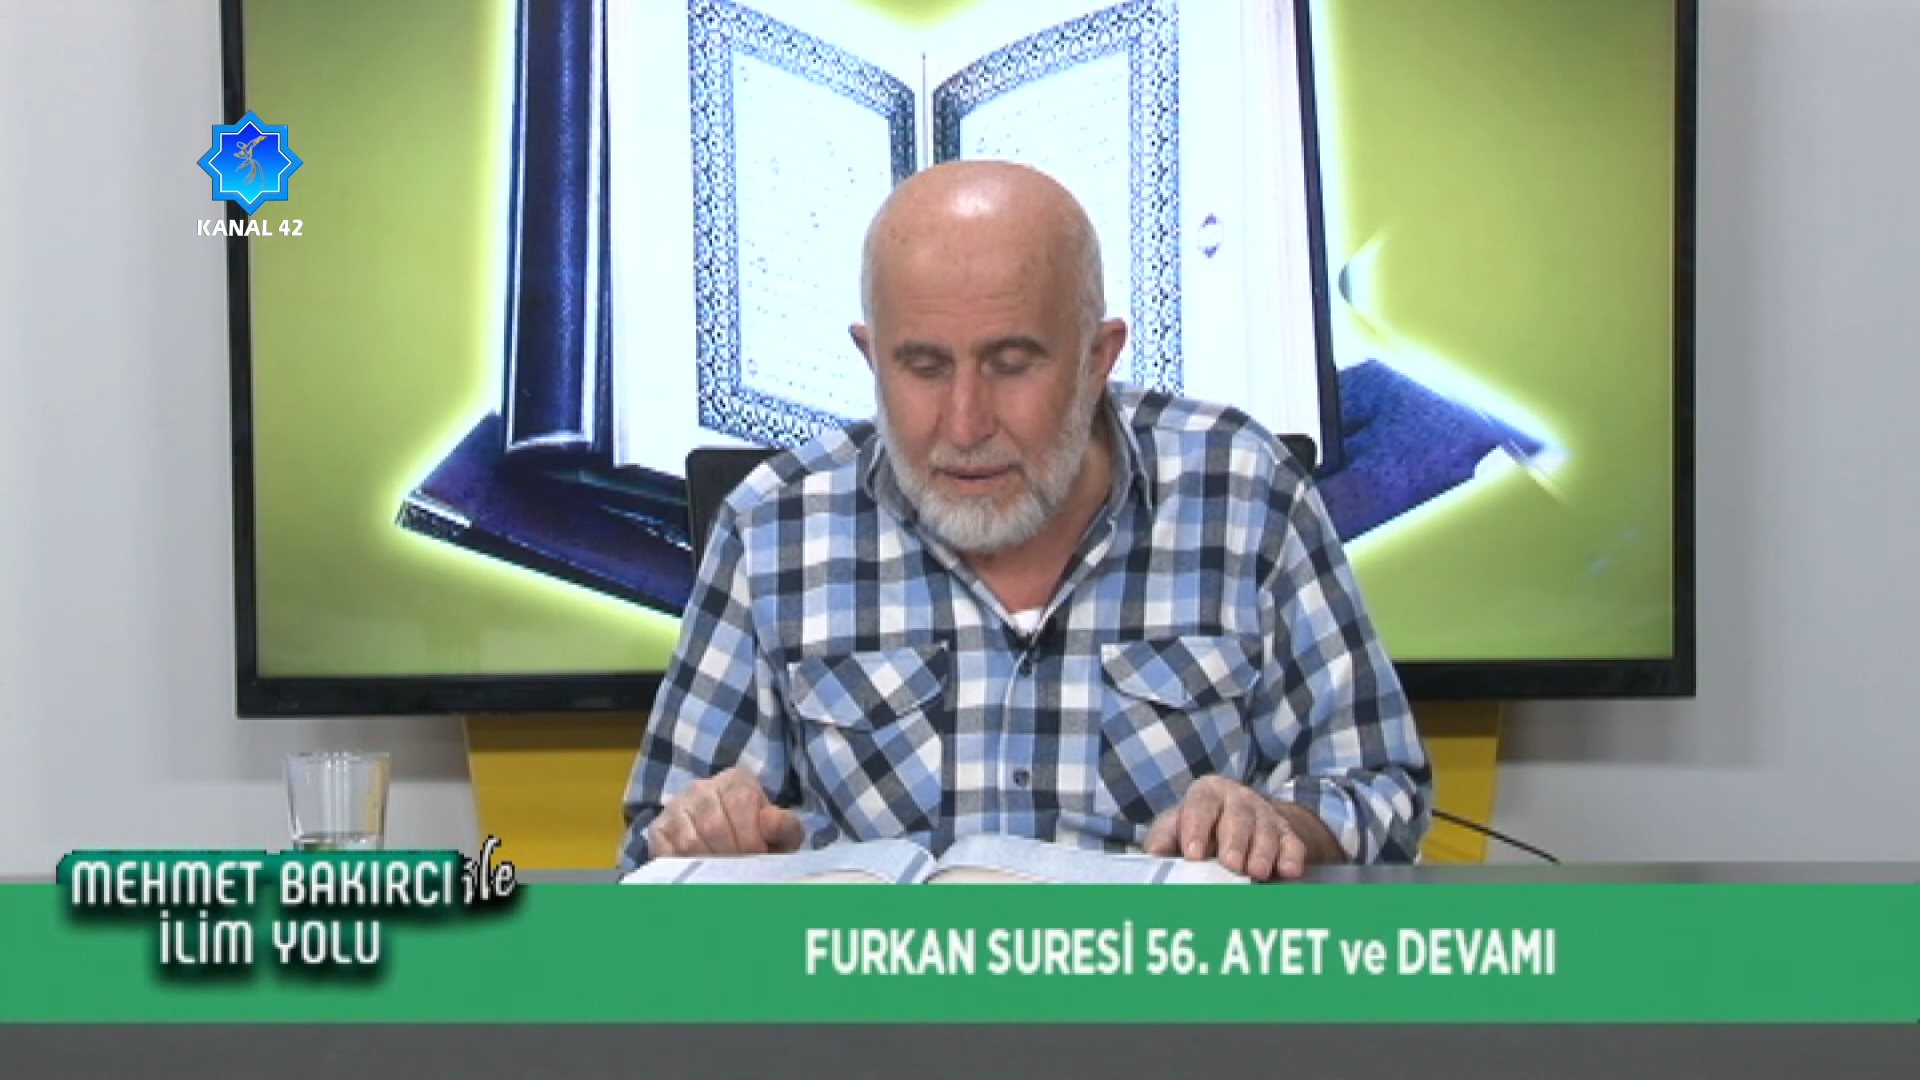 KANAL 42
MEHMET BAKIRCI ile
İLİM YOLU
FURKAN SURESİ 56. AYET ve DEVAMI